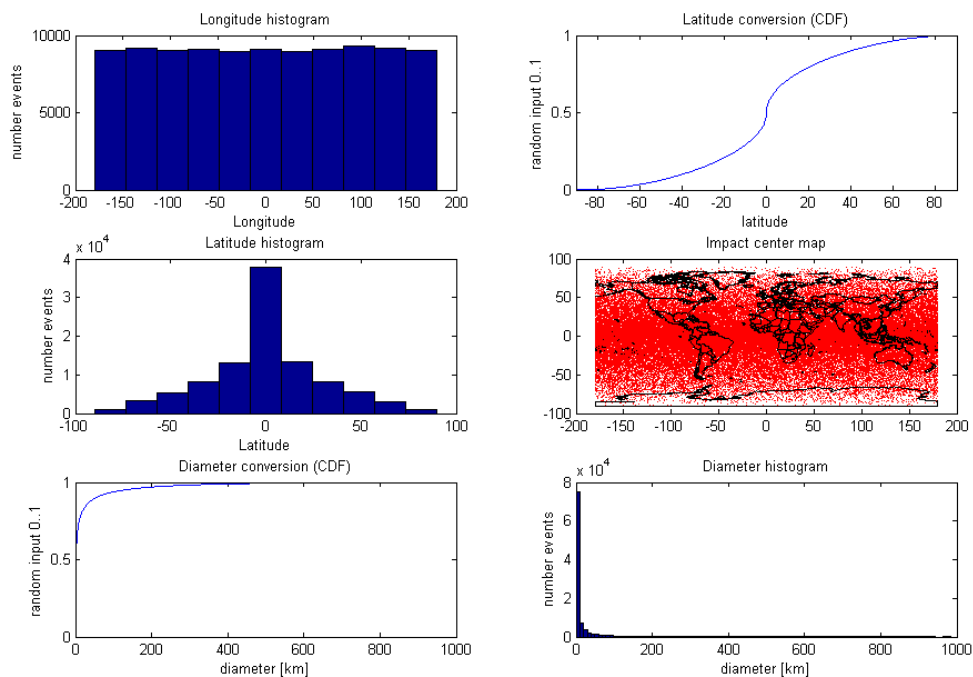 Longitude histogram
10000
5000
0
number events
-200 -150 -100 -50 0 50 100 150 200
Longitude
Latitude conversion (CDF)
1
0.5
0
random input 0..1
-80 -60 -40 -20 0 20 40 60 80
latitude
x 10^4
Latitude histogram
4
3
2
1
0
number events
-100 -50 0 50 100
Latitude
Impact center map
100
50
0
-50
-100
-200 -150 -100 -50 0 50 100 150 200
Diameter conversion (CDF)
1
0.5
0
random input 0..1
0 200 400 600 800 1000
diameter [km]
x 10^4
Diameter histogram
8
6
4
2
0
number events
0 200 400 600 800 1000
diameter [km]